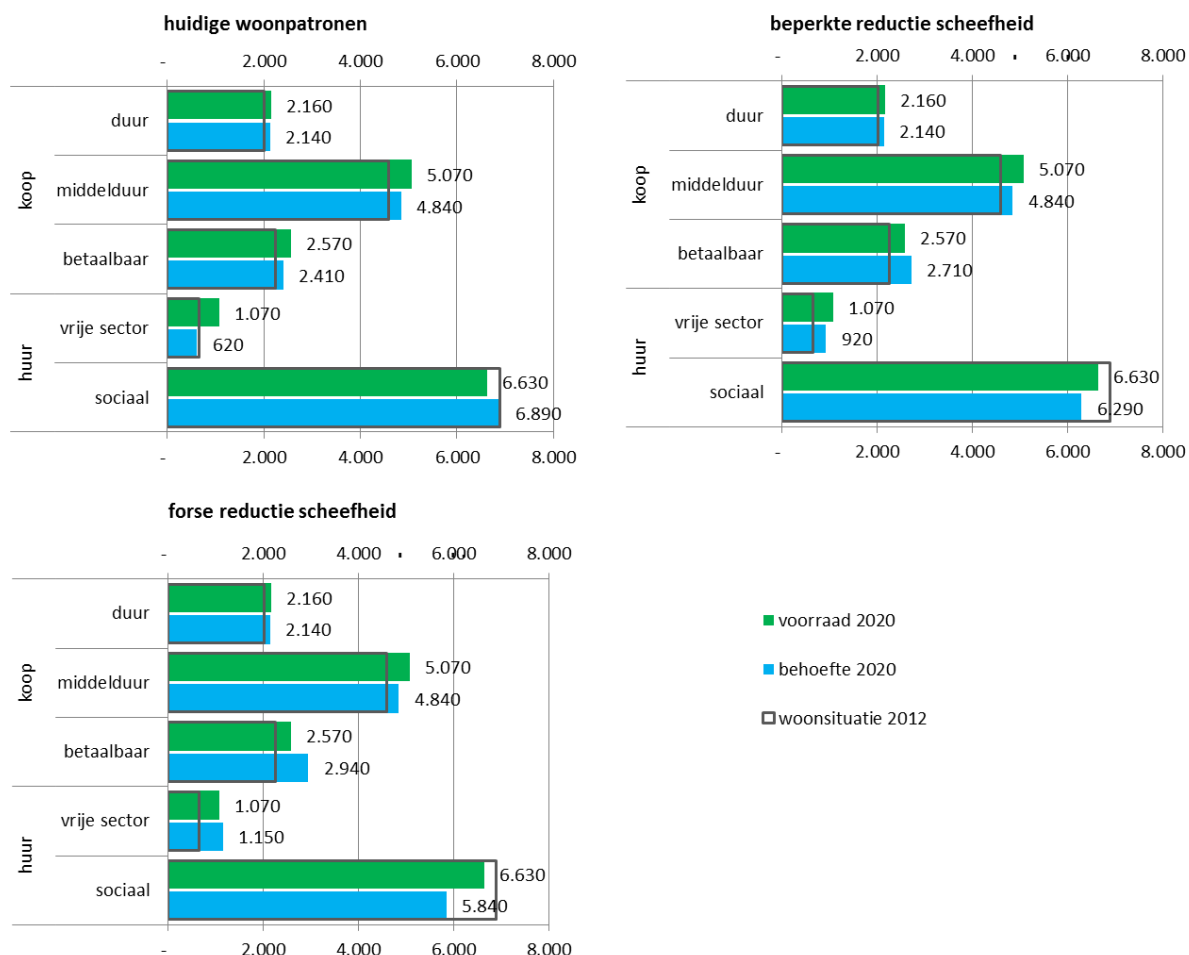 huidige woonpatronen
- 2.000 4.000 6.000 8.000
koop
duur 2.160
2.140
middelduur 5.070
4.840
betaalbaar 2.570
2.410
huur
vrije sector 1.070
620
sociaal 6.630
6.890
- 2.000 4.000 6.000 8.000
beperkte reductie scheefheid
- 2.000 4.000 6.000 8.000
koop
duur 2.160
2.140
middelduur 5.070
4.840
betaalbaar 2.570
2.710
huur
vrije sector 1.070
920
sociaal 6.630
6.290
- 2.000 4.000 6.000 8.000
forse reductie scheefheid
- 2.000 4.000 6.000 8.000
koop
duur 2.160
2.140
middelduur 5.070
4.840
betaalbaar 2.570
2.940
huur
vrije sector 1.070
1.150
sociaal 6.630
5.840
- 2.000 4.000 6.000 8.000
voorraad 2020
behoefte 2020
woonsituatie 2012